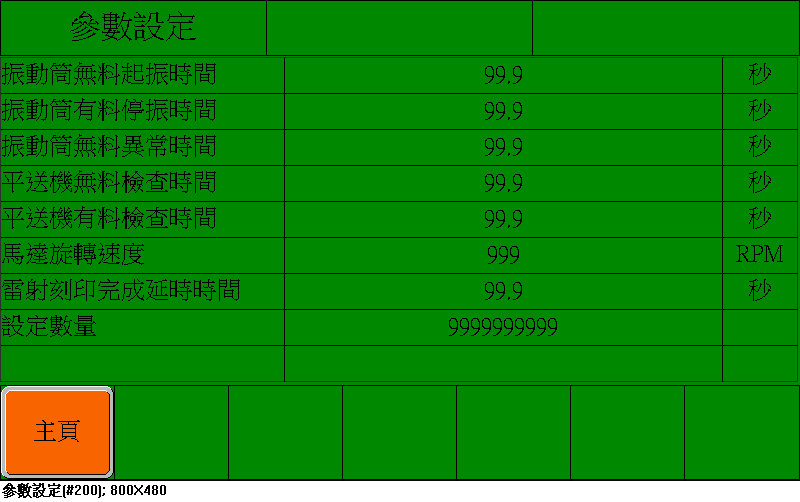 參數設定
振動筒無料起振時間 99.9 秒
振動筒有料停振時間 99.9 秒
振動筒無料異常時間 99.9 秒
平送機無料檢查時間 99.9 秒
平送機有料檢查時間 99.9 秒
馬達旋轉速度 999 RPM
雷射刻印完成延時時間 99.9 秒
設定數量 9999999999
主頁
參數設定(#200); 800X480